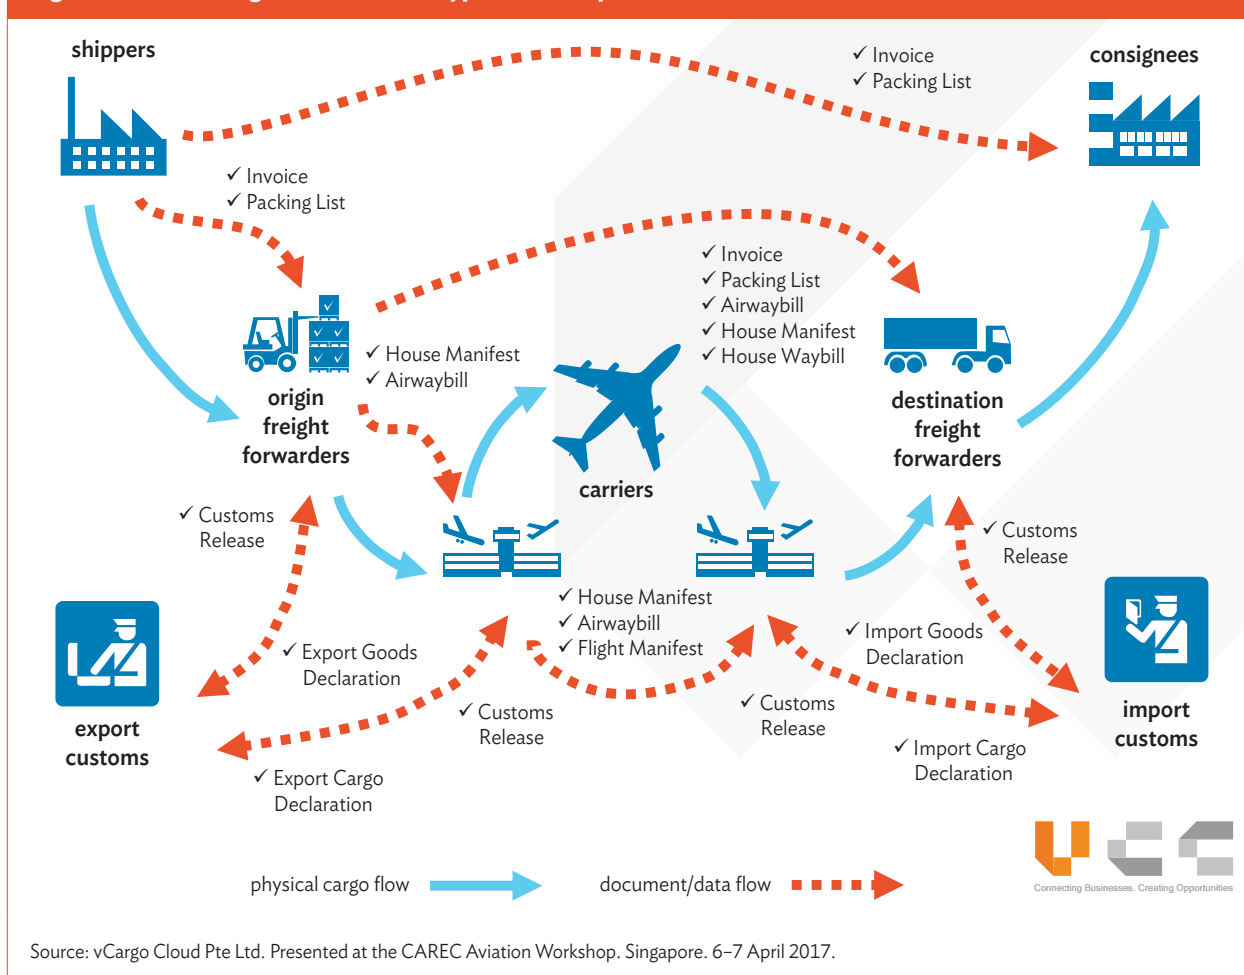 shippers
consignees
✓ Invoice
✓ Packing List
✓ Invoice
✓ Packing List
✓ Invoice
✓ Packing List
✓ Airwaybill
✓ House Manifest
✓ House Waybill
✓ House Manifest
✓ Airwaybill
origin
freight
forwarders
destination
freight
forwarders
carriers
✓ Customs
Release
✓ Customs
Release
✓ House Manifest
✓ Airwaybill
✓ Flight Manifest
✓ Export Goods
Declaration
✓ Import Goods
Declaration
✓ Customs
Release
✓ Customs
Release
export
customs
import
customs
✓ Export Cargo
Declaration
✓ Import Cargo
Declaration
VCC
Connecting Businesses. Creating Opportunities
physical cargo flow
document/data flow
Source: vCargo Cloud Pte Ltd. Presented at the CAREC Aviation Workshop. Singapore. 6–7 April 2017.